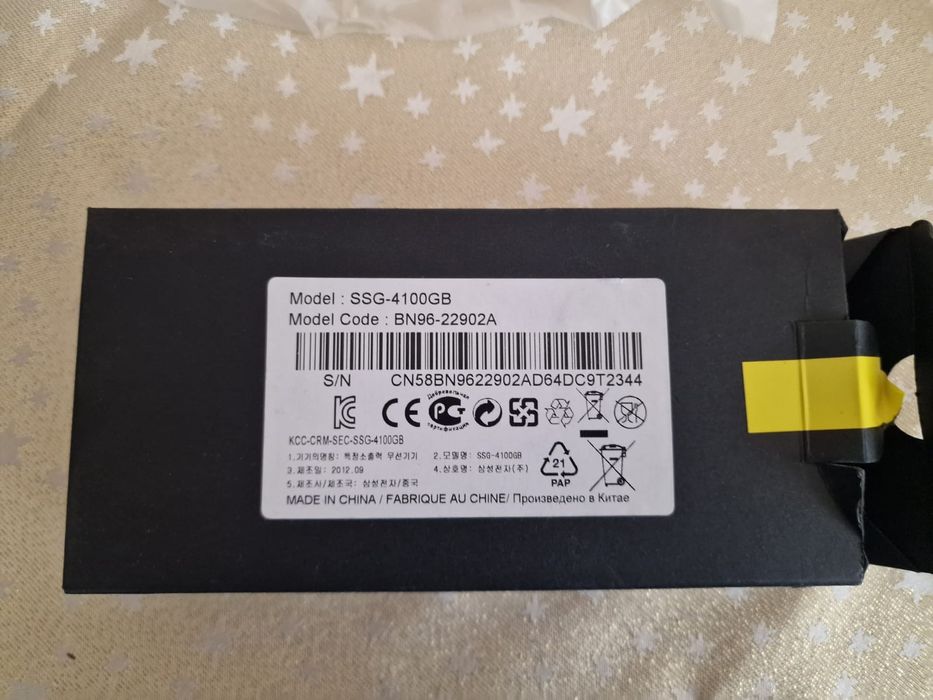 Model : SSG-4100GB
Model Code : BN96-22902A
S/N CN58BN9622902AD64DC9T2344
CE Добровольная сертификация
KCC-CRM-SEC-SSG-4100GB
1.기기의명칭: 특정소출력 무선기기 2.모델명: SSG-4100GB
3.제조일: 2012.09 4.상호명: 삼성전자(주)
5.제조사/제조국: 삼성전자/중국
21
PAP
MADE IN CHINA / FABRIQUE AU CHINE/ Произведено в Китае